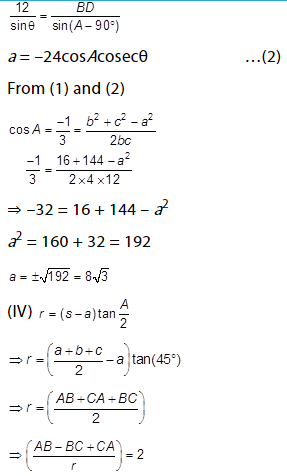 12/sinθ = BD/sin(A – 90°)
a = –24cosAcosecθ …(2)
From (1) and (2)
cos A = –1/3 = (b² + c² – a²)/2bc
–1/3 = (16 + 144 – a²)/(2×4×12)
⇒ –32 = 16 + 144 – a²
a² = 160 + 32 = 192
a = ±√192 = 8√3
(IV) r = (s – a) tan A/2
⇒ r = ((a + b + c)/2 – a) tan(45°)
⇒ r = ((AB + CA + BC)/2)
⇒ ((AB – BC + CA)/r) = 2